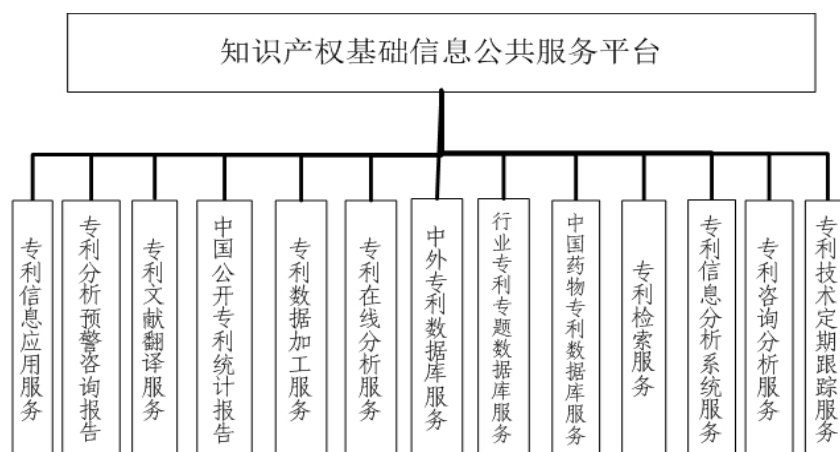 知识产权基础信息公共服务平台
专利信息应用服务
专利分析预警咨询报告
专利文献翻译服务
中国公开专利统计报告
专利数据加工服务
专利在线分析服务
中外专利数据库服务
行业专利专题数据库服务
中国药物专利数据库服务
专利检索服务
专利信息分析系统服务
专利咨询分析服务
专利技术定期跟踪服务